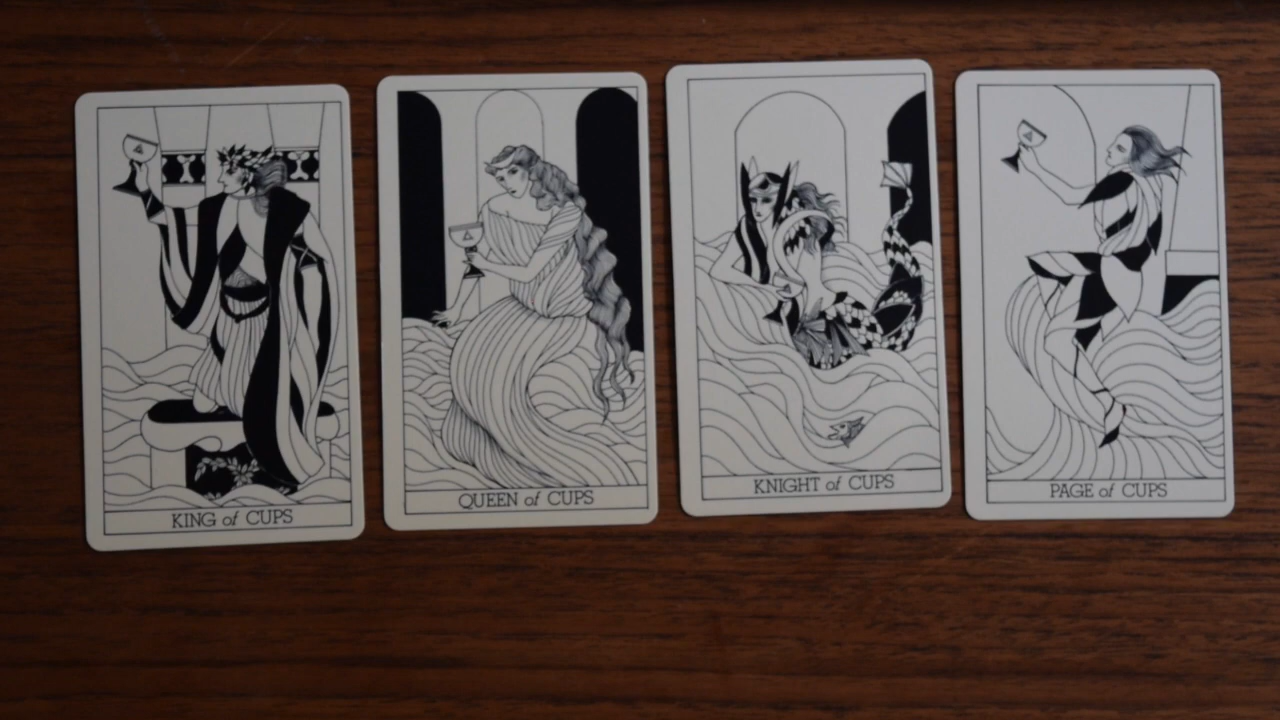 KING of CUPS
QUEEN of CUPS
KNIGHT of CUPS
PAGE of CUPS